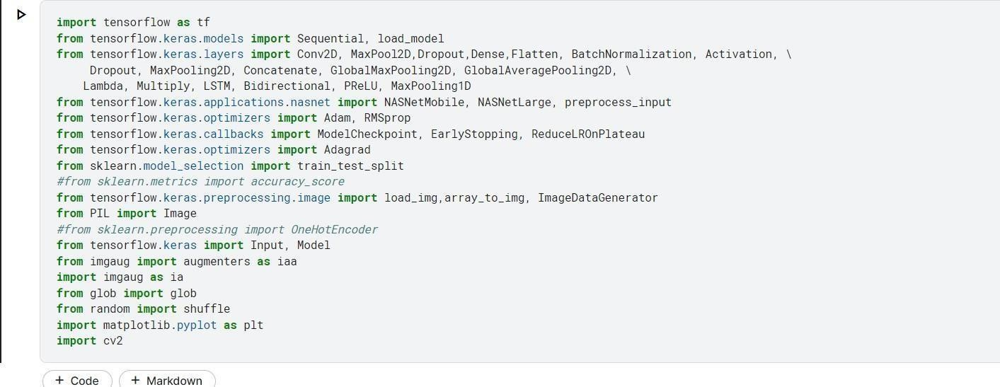 import tensorflow as tf
from tensorflow.keras.models import Sequential, load_model
from tensorflow.keras.layers import Conv2D, MaxPool2D,Dropout,Dense,Flatten, BatchNormalization, Activation, \
     Dropout, MaxPooling2D, Concatenate, GlobalMaxPooling2D, GlobalAveragePooling2D, \
    Lambda, Multiply, LSTM, Bidirectional, PReLU, MaxPooling1D
from tensorflow.keras.applications.nasnet import NASNetMobile, NASNetLarge, preprocess_input
from tensorflow.keras.optimizers import Adam, RMSprop
from tensorflow.keras.callbacks import ModelCheckpoint, EarlyStopping, ReduceLROnPlateau
from tensorflow.keras.optimizers import Adagrad
from sklearn.model_selection import train_test_split
#from sklearn.metrics import accuracy_score
from tensorflow.keras.preprocessing.image import load_img,array_to_img, ImageDataGenerator
from PIL import Image
#from sklearn.preprocessing import OneHotEncoder
from tensorflow.keras import Input, Model
from imgaug import augmenters as iaa
import imgaug as ia
from glob import glob
from random import shuffle
import matplotlib.pyplot as plt
import cv2
+ Code + Markdown